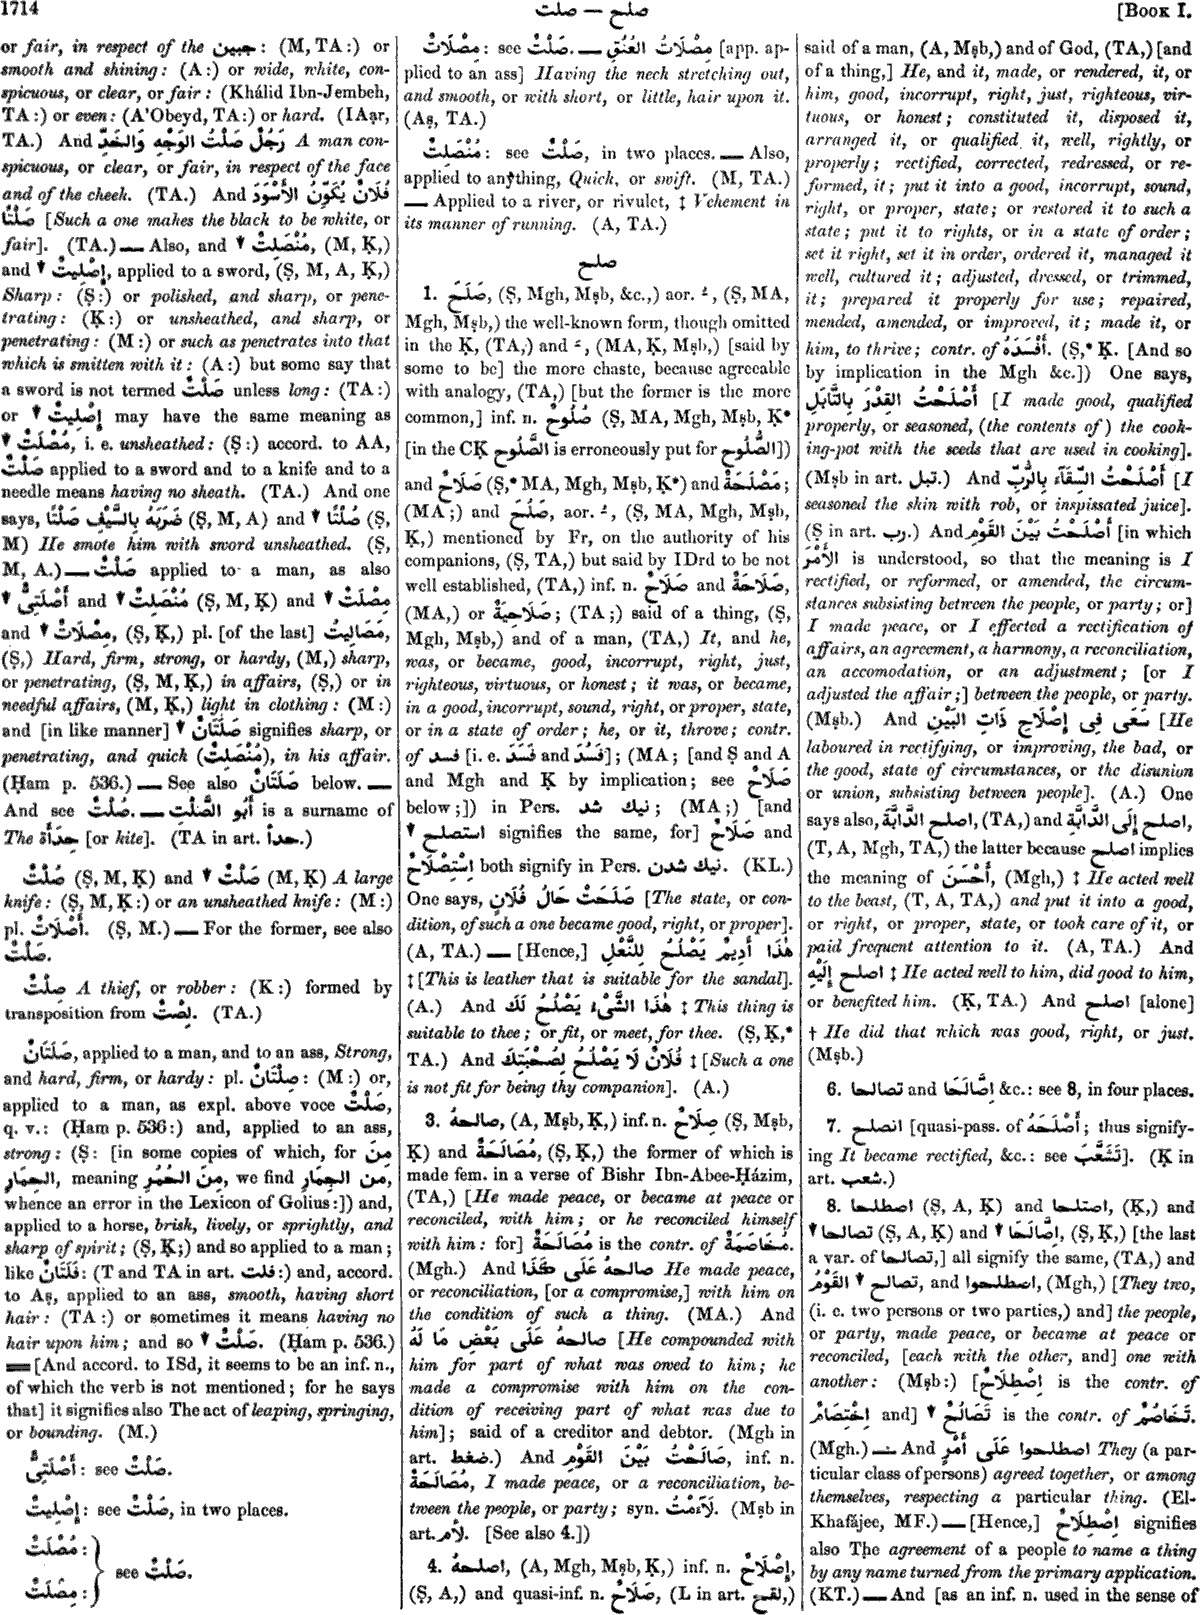 1714
صلت — صلح
[BOOK I.
or fair, in respect of the جبين: (M, TA:) or
smooth and shining: (A:) or wide, white, con-
spicuous, or clear, or fair: (Khálid Ibn-Jembeh,
TA:) or even: (A'Obeyd, TA:) or hard. (IAạr,
TA.) And رَجُلٌ صَلْتُ الوَجْهِ وَالخَدِّ A man con-
spicuous, or clear, or fair, in respect of the face
and of the cheek. (TA.) And فُلَانٌ يُكَوِّنُ الأَسْوَدَ
صَلْتًا [Such a one makes the black to be white, or
fair]. (TA.) — Also, and ▾ مُنْصَلِتٌ, (M, Ḳ,)
and ▾ إِصْلِيتٌ, applied to a sword, (Ṣ, M, A, Ḳ,)
Sharp: (Ṣ:) or polished, and sharp, or pene-
trating: (Ḳ:) or unsheathed, and sharp, or
penetrating: (M:) or such as penetrates into that
which is smitten with it: (A:) but some say that
a sword is not termed صَلْتٌ unless long: (TA:)
or ▾ إِصْلِيتٌ may have the same meaning as
▾ مُصْلَتٌ, i. e. unsheathed: (Ṣ:) accord. to AA,
صَلْتٌ applied to a sword and to a knife and to a
needle means having no sheath. (TA.) And one
says, ضَرَبَهُ بِالسَّيْفِ صَلْتًا (Ṣ, M, A) and ▾ صُلْتًا (Ṣ,
M) He smote him with sword unsheathed. (Ṣ,
M, A.) — صَلْتٌ applied to a man, as also
▾ أَصْلَتِىٌّ and ▾ مُنْصَلِتٌ (Ṣ, M, Ḳ) and ▾ مِصْلَتٌ
and ▾ مِصْلَاتٌ, (Ṣ, Ḳ,) pl. [of the last] مَصَالِيتُ,
(Ṣ,) Hard, firm, strong, or hardy, (M,) sharp,
or penetrating, (Ṣ, M, Ḳ,) in affairs, (Ṣ,) or in
needful affairs, (M, Ḳ,) light in clothing: (M:)
and [in like manner] ▾ صَلَتَانٌ signifies sharp, or
penetrating, and quick (مُنْصَلِتٌ), in his affair.
(Ḥam p. 536.) — See also صَلَتَانٌ below. —
And see صُلْتٌ. — أَبُو الصَّلْتِ is a surname of
The حِدَأَة [or kite]. (TA in art. حدأ.)
صُلْتٌ (Ṣ, M, Ḳ) and ▾ صَلْتٌ (M, Ḳ) A large
knife: (Ṣ, M, Ḳ:) or an unsheathed knife: (M:)
pl. أَصْلَاتٌ. (Ṣ, M.) — For the former, see also
صَلْتٌ.
صِلْتٌ A thief, or robber: (K:) formed by
transposition from لِصْتٌ. (TA.)
صَلَتَانٌ, applied to a man, and to an ass, Strong,
and hard, firm, or hardy: pl. صِلْتَانٌ: (M:) or,
applied to a man, as expl. above voce صَلْتٌ,
q. v.: (Ḥam p. 536:) and, applied to an ass,
strong: (Ṣ: [in some copies of which, for مِنَ
الحِمَارِ, meaning مِنَ الحُمُرِ, we find مِنَ الحِمَارِ,
whence an error in the Lexicon of Golius:]) and,
applied to a horse, brisk, lively, or sprightly, and
sharp of spirit; (Ṣ, Ḳ;) and so applied to a man;
like فَلَتَانٌ: (T and TA in art. فلت:) and, accord.
to Aṣ, applied to an ass, smooth, having short
hair: (TA:) or sometimes it means having no
hair upon him; and so ▾ صَلْتٌ. (Ḥam p. 536.)
[And accord. to ISd, it seems to be an inf. n.,
of which the verb is not mentioned; for he says
that] it signifies also The act of leaping, springing,
or bounding. (M.)
أَصْلَتِىٌّ: see صَلْتٌ.
إِصْلِيتٌ: see صَلْتٌ, in two places.
مُصْلَتٌ:
مِصْلَتٌ:
see صَلْتٌ.
مِصْلَاتٌ: see صَلْتٌ. — مِصْلَاتُ العُنُقِ [app. ap-
plied to an ass] Having the neck stretching out,
and smooth, or with short, or little, hair upon it.
(Aṣ, TA.)
مُنْصَلِتٌ: see صَلْتٌ, in two places. — Also,
applied to anything, Quick, or swift. (M, TA.)
— Applied to a river, or rivulet, ‡ Vehement in
its manner of running. (A, TA.)
صلح
1. صَلَحَ, (Ṣ, Mgh, Mṣb, &c.,) aor. ـُ, (Ṣ, MA,
Mgh, Mṣb,) the well-known form, though omitted
in the Ḳ, (TA,) and ـَ, (MA, Ḳ, Mṣb,) [said by
some to be] the more chaste, because agreeable
with analogy, (TA,) [but the former is the more
common,] inf. n. صُلُوحٌ (Ṣ, MA, Mgh, Mṣb, Ḳ*
[in the CḲ الصَّلُوح is erroneously put for الصُّلُوح])
and صَلَاحٌ (Ṣ,* MA, Mgh, Mṣb, Ḳ*) and مَصْلَحَةٌ;
(MA;) and صَلُحَ, aor. ـُ, (Ṣ, MA, Mgh, Mṣb,
Ḳ,) mentioned by Fr, on the authority of his
companions, (Ṣ, TA,) but said by IDrd to be not
well established, (TA,) inf. n. صَلَاحٌ and صَلَاحَةٌ,
(MA,) or صَلَاحِيَةٌ; (TA;) said of a thing, (Ṣ,
Mgh, Mṣb,) and of a man, (TA,) It, and he,
was, or became, good, incorrupt, right, just,
righteous, virtuous, or honest; it was, or became,
in a good, incorrupt, sound, right, or proper, state,
or in a state of order; he, or it, throve; contr.
of فسد [i. e. فَسَدَ and فَسُدَ]; (MA; [and Ṣ and A
and Mgh and Ḳ by implication; see صَلَاحٌ
below;]) in Pers. نيك شد; (MA;) [and
▾ استصلح signifies the same, for] صَلَاحٌ and
اِسْتِصْلَاحٌ both signify in Pers. نيك شدن. (KL.)
One says, صَلَحَتْ حَالُ فُلَانٍ [The state, or con-
dition, of such a one became good, right, or proper].
(A, TA.) — [Hence,] هٰذَا أَدِيمٌ يَصْلُحُ لِلنَّعْلِ
‡ [This is leather that is suitable for the sandal].
(A.) And هٰذَا الشَّىْءُ يَصْلُحُ لَكَ ‡ This thing is
suitable to thee; or fit, or meet, for thee. (Ṣ, Ḳ,*
TA.) And فُلَانٌ لَا يَصْلُحُ لِصُحْبَتِكَ ‡ [Such a one
is not fit for being thy companion]. (A.)
3. صالحهُ, (A, Mṣb, Ḳ,) inf. n. صِلَاحٌ (Ṣ, Mṣb,
Ḳ) and مُصَالَحَةٌ, (Ṣ, Ḳ,) the former of which is
made fem. in a verse of Bishr Ibn-Abee-Ḥázim,
(TA,) [He made peace, or became at peace or
reconciled, with him; or he reconciled himself
with him: for] مُصَالَحَةٌ is the contr. of مُخَاصَمَةٌ.
(Mgh.) And صالحهُ عَلَى كَذَا He made peace,
or reconciliation, [or a compromise,] with him on
the condition of such a thing. (MA.) And
صالحهُ عَلَى بَعْضِ مَا لَهُ [He compounded with
him for part of what was owed to him; he
made a compromise with him on the con-
dition of receiving part of what was due to
him]; said of a creditor and debtor. (Mgh in
art. ضغط.) And صَالَحْتُ بَيْنَ القَوْمِ, inf. n.
مُصَالَحَةٌ, I made peace, or a reconciliation, be-
tween the people, or party; syn. لَآءَمْتُ. (Mṣb in
art. لأم. [See also 4.])
4. اصلحهُ, (A, Mgh, Mṣb, Ḳ,) inf. n. إِصْلَاحٌ,
(Ṣ, A,) and quasi-inf. n. صَلَاحٌ, (L in art. لقح,)
said of a man, (A, Mṣb,) and of God, (TA,) [and
of a thing,] He, and it, made, or rendered, it, or
him, good, incorrupt, right, just, righteous, vir-
tuous, or honest; constituted it, disposed it,
arranged it, or qualified it, well, rightly, or
properly; rectified, corrected, redressed, or re-
formed, it; put it into a good, incorrupt, sound,
right, or proper, state; or restored it to such a
state; put it to rights, or in a state of order;
set it right, set it in order, ordered it, managed it
well, cultured it; adjusted, dressed, or trimmed,
it; prepared it properly for use; repaired,
mended, amended, or improved, it; made it, or
him, to thrive; contr. of أَفْسَدَهُ. (Ṣ,* Ḳ. [And so
by implication in the Mgh &c.]) One says,
أَصْلَحْتُ القِدْرَ بِالتَّابَلِ [I made good, qualified
properly, or seasoned, (the contents of) the cook-
ing-pot with the seeds that are used in cooking].
(Mṣb in art. تبل.) And أَصْلَحْتُ السِّقَآءَ بِالرُّبِّ [I
seasoned the skin with rob, or inspissated juice].
(Ṣ in art. رب.) And أَصْلَحْتُ بَيْنَ القَوْمِ [in which
الأَمْرَ is understood, so that the meaning is I
rectified, or reformed, or amended, the circum-
stances subsisting between the people, or party; or]
I made peace, or I effected a rectification of
affairs, an agreement, a harmony, a reconciliation,
an accomodation, or an adjustment; [or I
adjusted the affair;] between the people, or party.
(Mṣb.) And سَعَى فِى إِصْلَاحِ ذَاتِ البَيْنِ [He
laboured in rectifying, or improving, the bad, or
the good, state of circumstances, or the disunion
or union, subsisting between people]. (A.) One
says also, اصلح الدَّابَّةَ, (TA,) and اصلح إِلَى الدَّابَّةِ,
(T, A, Mgh, TA,) the latter because اصلح implies
the meaning of أَحْسَنَ, (Mgh,) ‡ He acted well
to the beast, (T, A, TA,) and put it into a good,
or right, or proper, state, or took care of it, or
paid frequent attention to it. (A, TA.) And
اصلح إِلَيْهِ ‡ He acted well to him, did good to him,
or benefited him. (Ḳ, TA.) And اصلح [alone]
† He did that which was good, right, or just.
(Mṣb.)
6. تصالحا and اِصَّالَحَا &c.: see 8, in four places.
7. انصلح [quasi-pass. of أَصْلَحَهُ; thus signify-
ing It became rectified, &c.: see تَشَعَّبَ]. (Ḳ in
art. شعب.)
8. اصطلحا (Ṣ, A, Ḳ) and اصتلحا, (Ḳ,) and
▾ تصالحا (Ṣ, A, Ḳ) and ▾ اِصَّالَحَا, (Ṣ, Ḳ,) [the last
a var. of تصالحا,] all signify the same, (TA,) and
القَوْمُ ▾ تصالح, and اصطلحوا, (Mgh,) [They two,
(i. e. two persons or two parties,) and] the people,
or party, made peace, or became at peace or
reconciled, [each with the other, and] one with
another: (Mṣb:) [اِصْطِلَاحٌ is the contr. of
اِخْتِصَامٌ and] ▾ تَصَالُحٌ is the contr. of تَخَاصُمٌ.
(Mgh.) — And اصطلحوا عَلَى أَمْرٍ They (a par-
ticular class of persons) agreed together, or among
themselves, respecting a particular thing. (El-
Khafájee, MF.) — [Hence,] اِصْطِلَاحٌ signifies
also The agreement of a people to name a thing
by any name turned from the primary application.
(KT.) — And [as an inf. n. used in the sense of